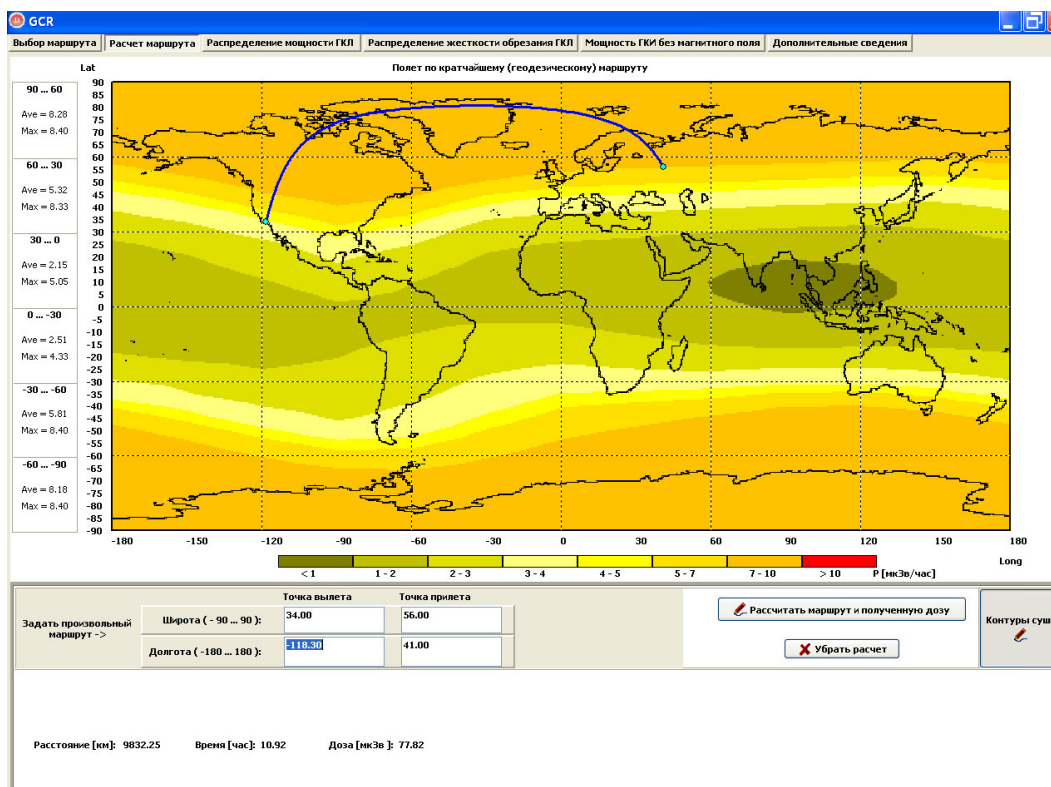 GCR
Выбор маршрута Расчет маршрута Распределение мощности ГКЛ Распределение жесткости обрезания ГКЛ Мощность ГКИ без магнитного поля Дополнительные сведения
Lat Полет по кратчайшему (геодезическому) маршруту
90 ... 60
Ave = 8.28
Max = 8.40
60 ... 30
Ave = 5.32
Max = 8.33
30 ... 0
Ave = 2.15
Max = 5.05
0 ... -30
Ave = 2.51
Max = 4.33
-30 ... -60
Ave = 5.81
Max = 8.40
-60 ... -90
Ave = 8.18
Max = 8.40
90
85
80
75
70
65
60
55
50
45
40
35
30
25
20
15
10
5
0
-5
-10
-15
-20
-25
-30
-35
-40
-45
-50
-55
-60
-65
-70
-75
-80
-85
-90
-180 -150 -120 -90 -60 -30 0 30 60 90 120 150 180
Long
< 1 1 - 2 2 - 3 3 - 4 4 - 5 5 - 7 7 - 10 > 10 P [мкЗв/час]
Точка вылета Точка прилета
Задать произвольный маршрут ->
Широта ( - 90 ... 90 ): 34.00 56.00
Долгота ( -180 ... 180 ): -118.30 41.00
Рассчитать маршрут и полученную дозу
Убрать расчет
Контуры суш
Расстояние [км]: 9832.25 Время [час]: 10.92 Доза [мкЗв ]: 77.82